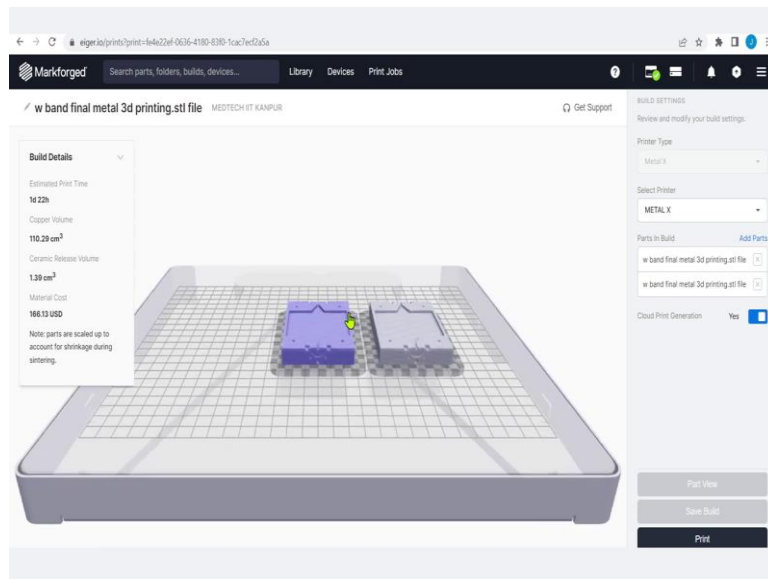 eiger.io/prints?print=fe4e22ef-0636-4180-83f0-1cac7ecf2a5a
Markforged
Search parts, folders, builds, devices...
Library Devices Print Jobs
w band final metal 3d printing.stl file MEDTECH IIT KANPUR
Get Support
Build Details
Estimated Print Time
1d 22h
Copper Volume
110.29 cm³
Ceramic Release Volume
1.39 cm³
Material Cost
166.13 USD
Note: parts are scaled up to
account for shrinkage during
sintering.
BUILD SETTINGS
Review and modify your build settings.
Printer Type
Metal X
Select Printer
METAL X
Parts In Build Add Parts
w band final metal 3d printing.stl file
w band final metal 3d printing.stl file
Cloud Print Generation Yes
Part View
Save Build
Print